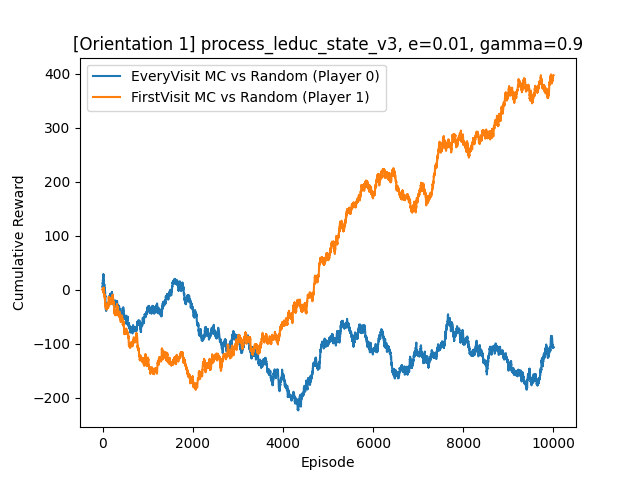 [Orientation 1] process_leduc_state_v3, e=0.01, gamma=0.9
EveryVisit MC vs Random (Player 0)
FirstVisit MC vs Random (Player 1)
Cumulative Reward
400
300
200
100
0
−100
−200
0
2000
4000
6000
8000
10000
Episode